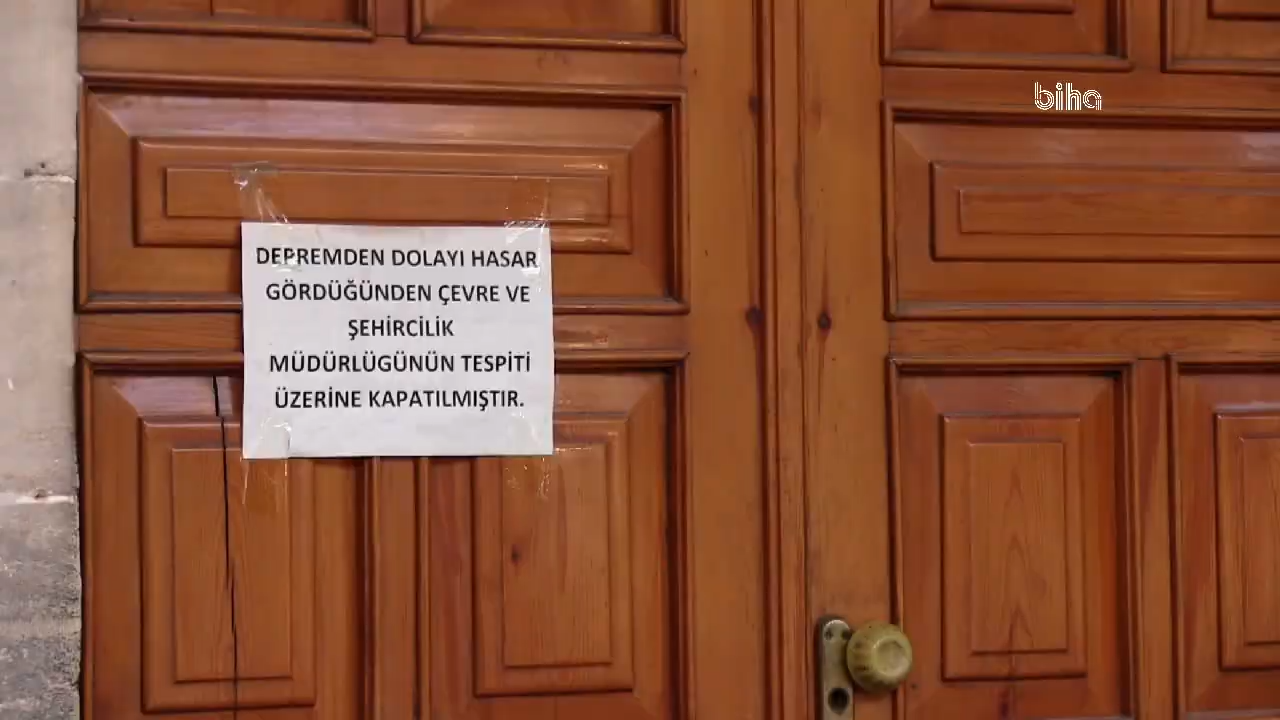 biha
DEPREMDEN DOLAYI HASAR
GÖRDÜĞÜNDEN ÇEVRE VE
ŞEHİRCİLİK
MÜDÜRLÜGÜNÜN TESPİTİ
ÜZERİNE KAPATILMIŞTIR.